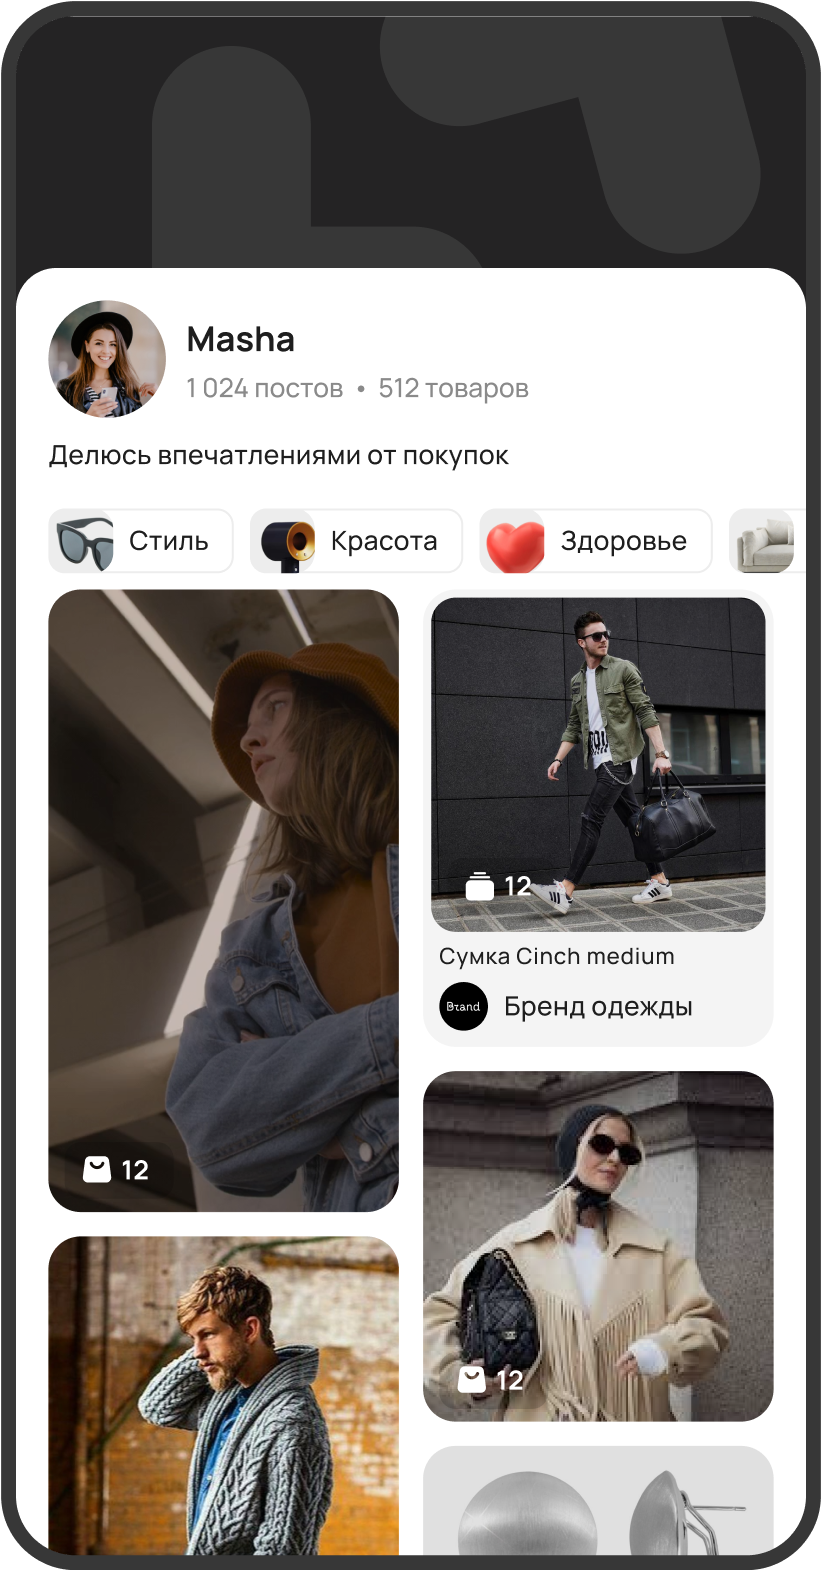 Masha
1 024 постов • 512 товаров
Делюсь впечатлениями от покупок
Стиль
Красота
Здоровье
12
Сумка Cinch medium
Brand
Бренд одежды
12
12